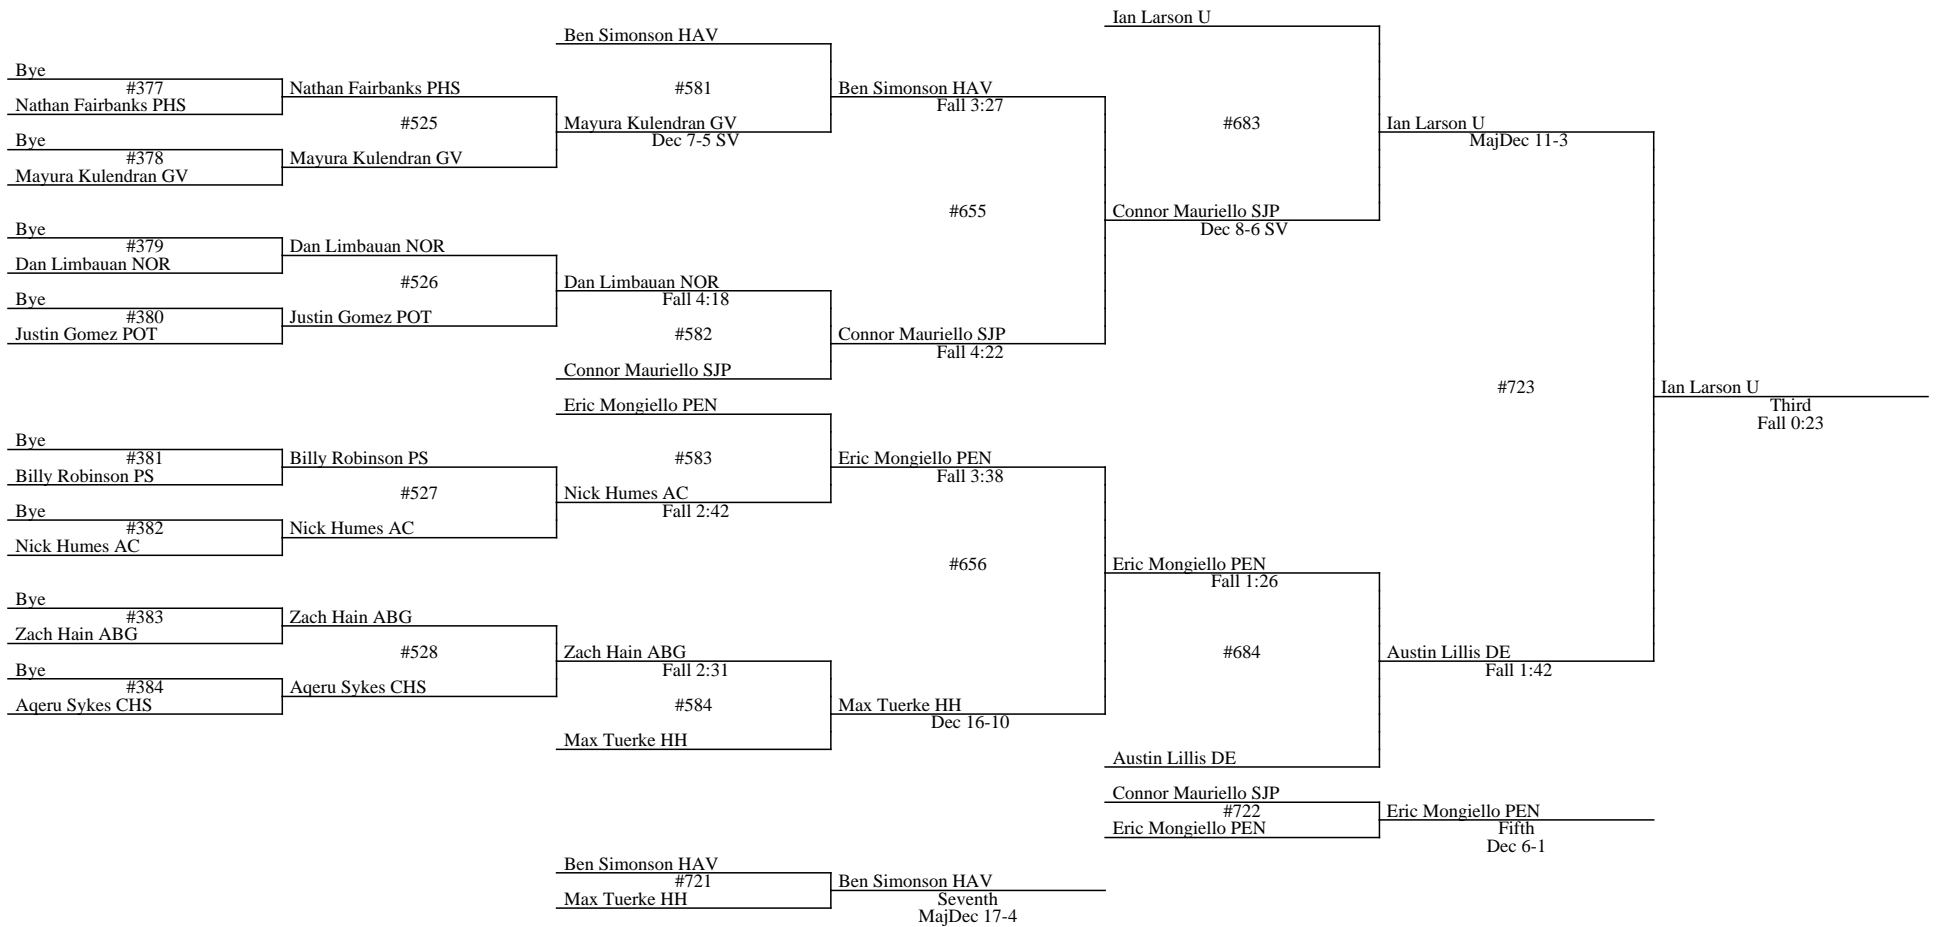 Ian Larson U
Ben Simonson HAV
Bye
#377
Nathan Fairbanks PHS
Nathan Fairbanks PHS
#581
Ben Simonson HAV
Fall 3:27
#525
Mayura Kulendran GV
Dec 7-5 SV
#683
Ian Larson U
MajDec 11-3
Bye
#378
Mayura Kulendran GV
Mayura Kulendran GV
#655
Connor Mauriello SJP
Dec 8-6 SV
Bye
#379
Dan Limbauan NOR
Dan Limbauan NOR
#526
Dan Limbauan NOR
Fall 4:18
Bye
#380
Justin Gomez POT
Justin Gomez POT
#582
Connor Mauriello SJP
Fall 4:22
Connor Mauriello SJP
#723
Ian Larson U
Third
Fall 0:23
Eric Mongiello PEN
Bye
#381
Billy Robinson PS
Billy Robinson PS
#583
Eric Mongiello PEN
Fall 3:38
#527
Nick Humes AC
Fall 2:42
Bye
#382
Nick Humes AC
Nick Humes AC
#656
Eric Mongiello PEN
Fall 1:26
Bye
#383
Zach Hain ABG
Zach Hain ABG
#528
Zach Hain ABG
Fall 2:31
#684
Austin Lillis DE
Fall 1:42
Bye
#384
Aqeru Sykes CHS
Aqeru Sykes CHS
#584
Max Tuerke HH
Dec 16-10
Max Tuerke HH
Austin Lillis DE
Connor Mauriello SJP
#722
Eric Mongiello PEN
Eric Mongiello PEN
Fifth
Dec 6-1
Ben Simonson HAV
#721
Max Tuerke HH
Ben Simonson HAV
Seventh
MajDec 17-4